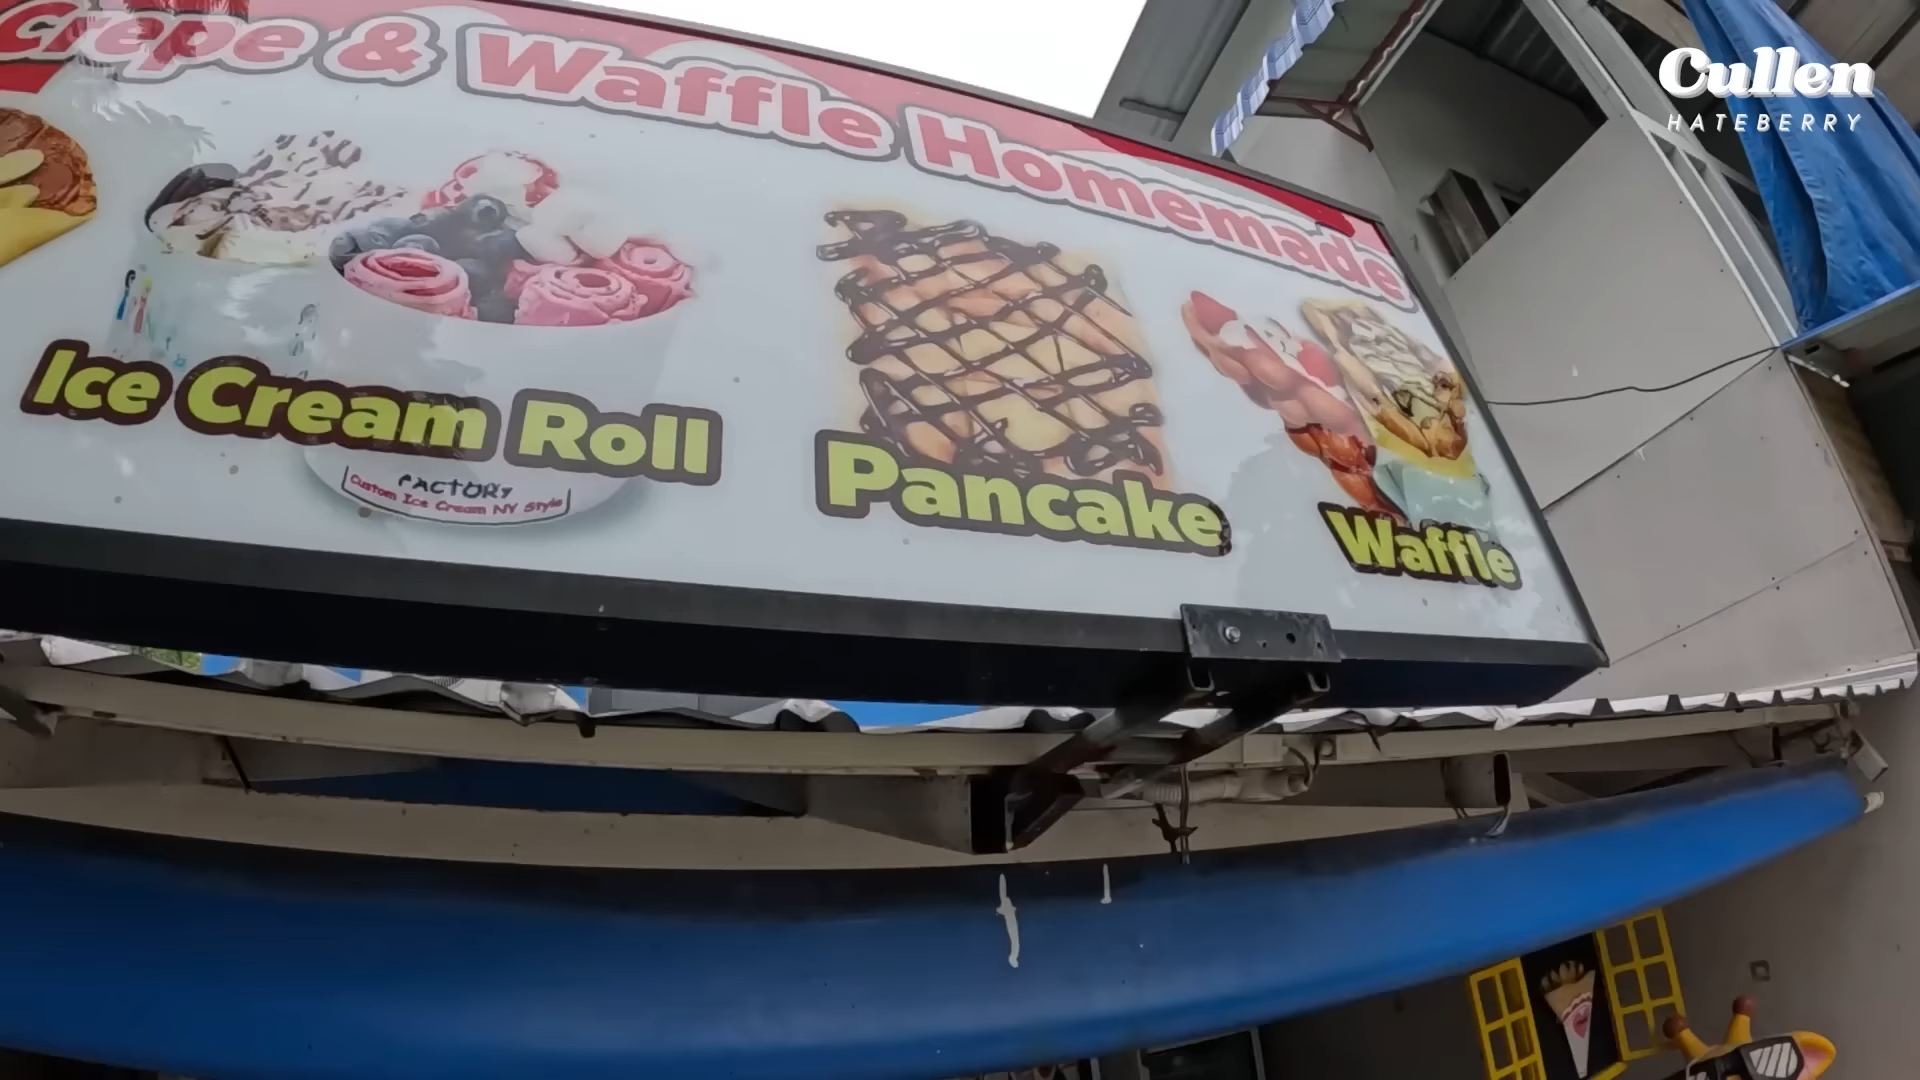 Crepe & Waffle Homemade
Cullen
HATEBERRY
Ice Cream Roll
Pancake
Waffle
FACTORY
Custom Ice Cream NY Style